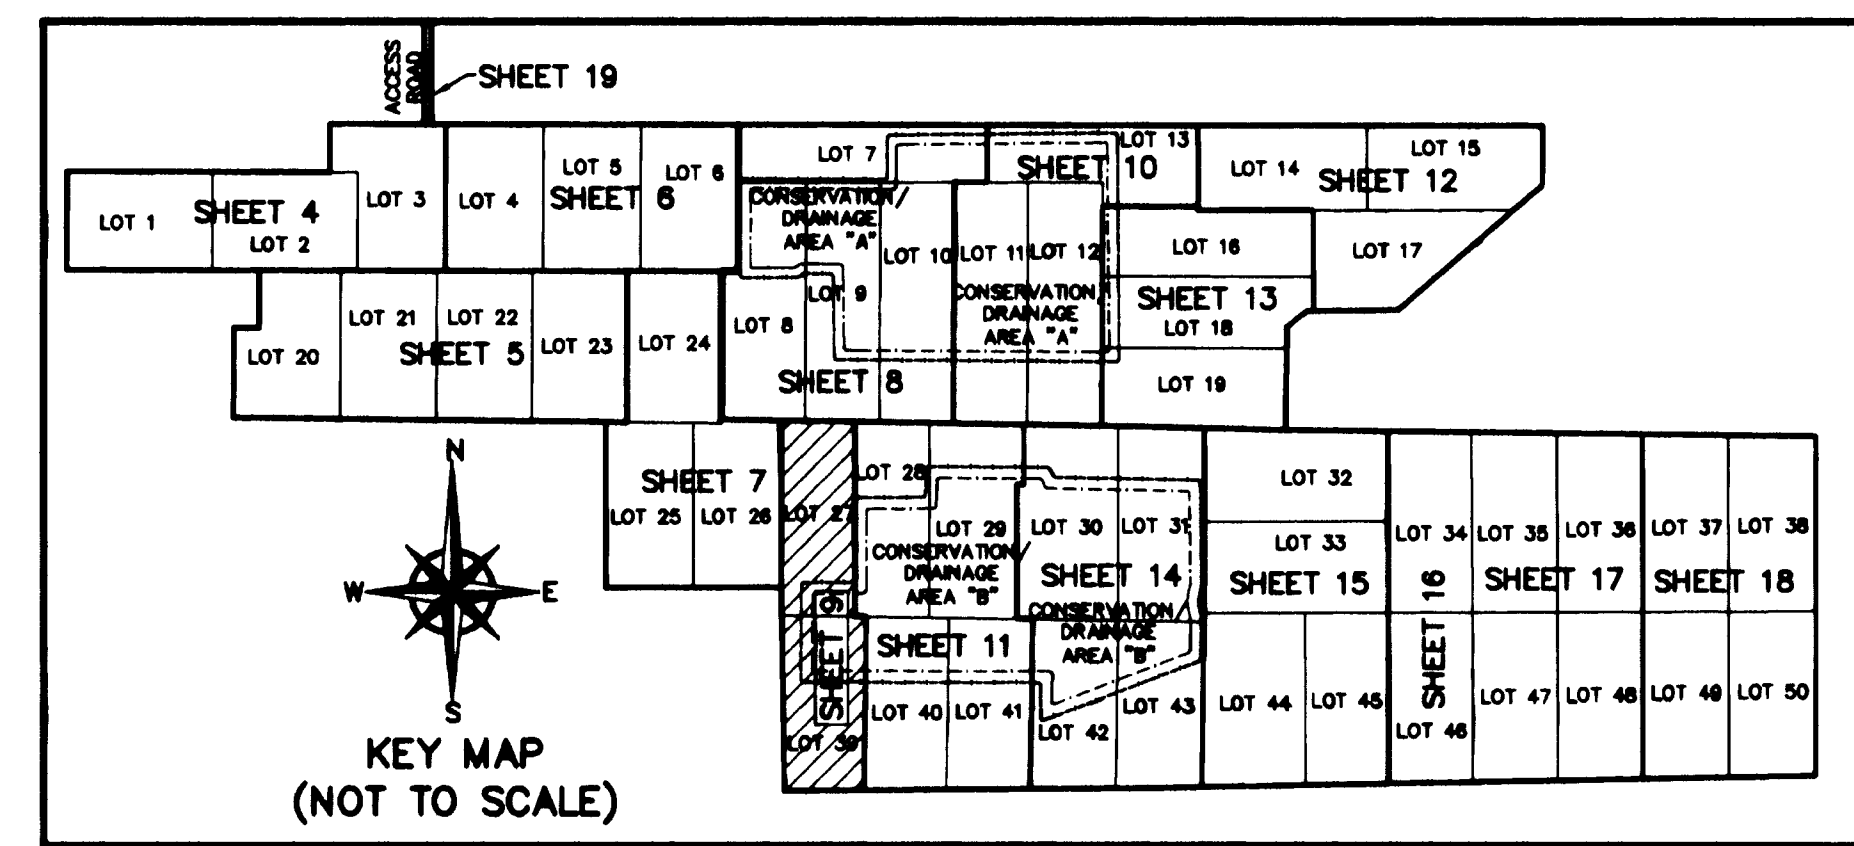 ACCESS
ROAD
SHEET 19
LOT 1
SHEET 4
LOT 2
LOT 3
LOT 4
LOT 5
SHEET 6
LOT 6
LOT 7
CONSERVATION/
DRAINAGE
AREA "A"
LOT 8
LOT 9
LOT 10
SHEET 8
LOT 11
LOT 12
CONSERVATION/
DRAINAGE
AREA "A"
SHEET 10
LOT 13
LOT 14
SHEET 12
LOT 15
LOT 16
LOT 17
SHEET 13
LOT 18
LOT 19
LOT 20
LOT 21
LOT 22
SHEET 5
LOT 23
LOT 24
SHEET 7
LOT 25
LOT 26
LOT 27
LOT 28
LOT 29
CONSERVATION/
DRAINAGE
AREA "B"
LOT 30
LOT 31
SHEET 14
CONSERVATION/
DRAINAGE
AREA "B"
LOT 32
LOT 33
SHEET 15
LOT 34
LOT 35
LOT 36
SHEET 16
SHEET 17
LOT 37
LOT 38
SHEET 18
SHEET 9
LOT 39
SHEET 11
LOT 40
LOT 41
LOT 42
LOT 43
LOT 44
LOT 45
LOT 46
LOT 47
LOT 48
LOT 49
LOT 50
N
W
E
S
KEY MAP
(NOT TO SCALE)